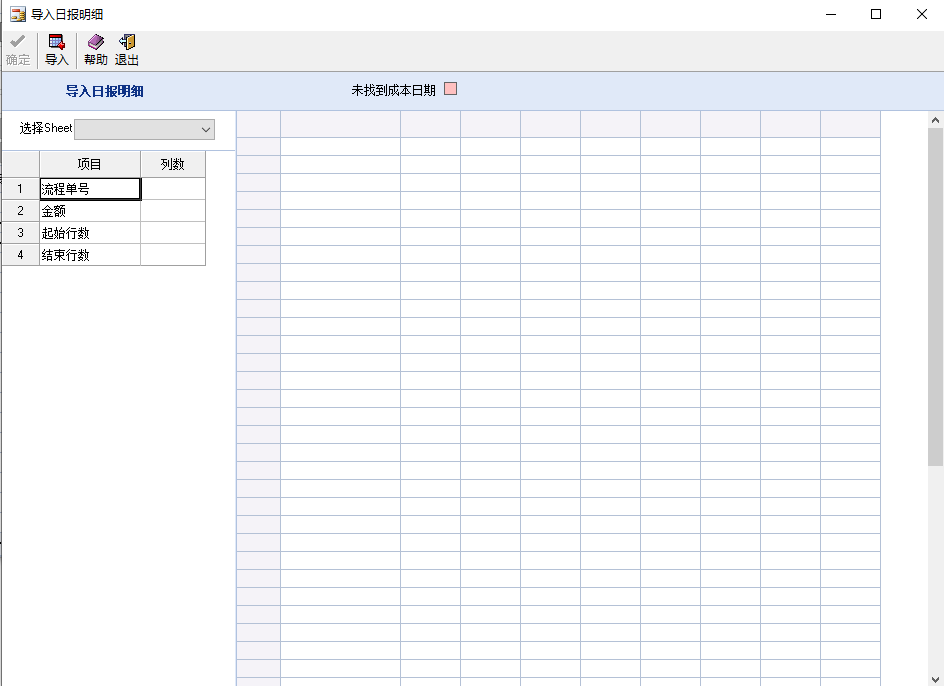 导入日报明细
确定 导入 帮助 退出
导入日报明细 未找到成本日期
选择Sheet
项目 列数
1 流程单号
2 金额
3 起始行数
4 结束行数